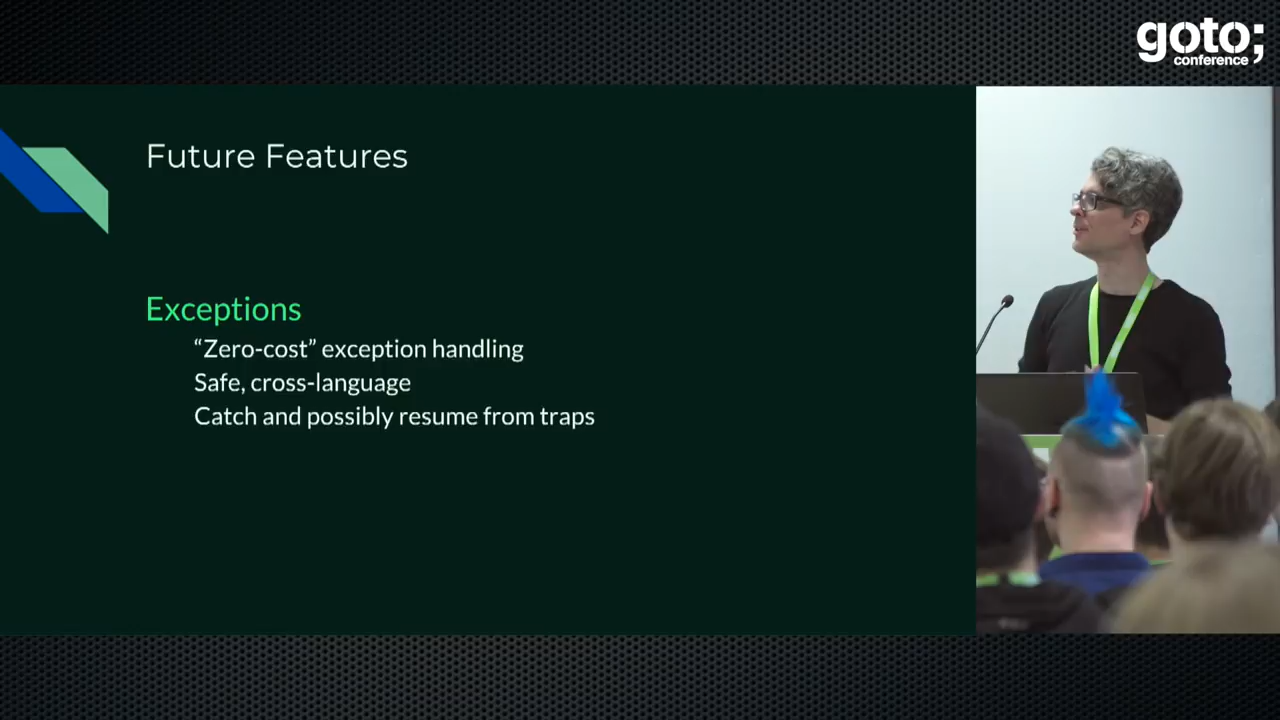 goto;
conference
Future Features
Exceptions
“Zero-cost” exception handling
Safe, cross-language
Catch and possibly resume from traps